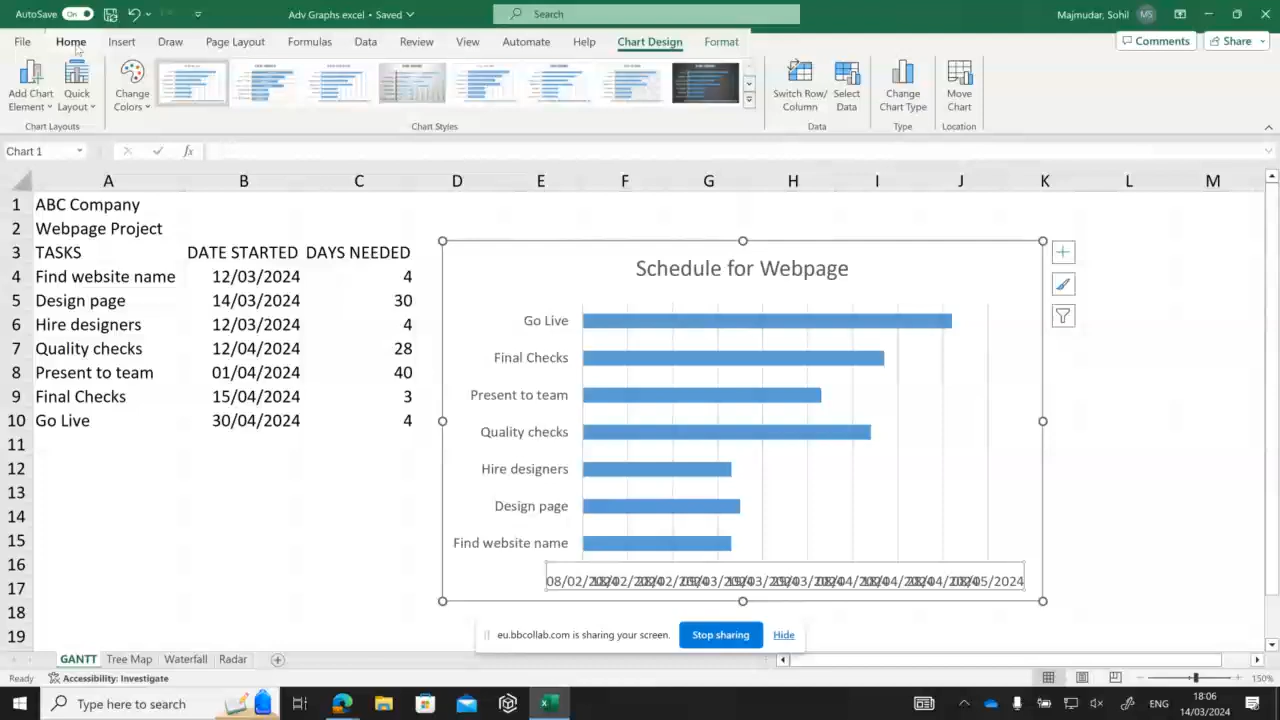 AutoSave On Adv Graphs excel • Saved Search Majmudar, Sohil MS
File Home Insert Draw Page Layout Formulas Data Review View Automate Help Chart Design Format Comments Share
Add Chart Element Quick Layout Change Colors Switch Row/ Column Select Data Change Chart Type Move Chart
Chart Layouts Chart Styles Data Type Location
Chart 1 fx
A B C D E F G H I J K L M
1 ABC Company
2 Webpage Project
3 TASKS DATE STARTED DAYS NEEDED
4 Find website name 12/03/2024 4
5 Design page 14/03/2024 30
6 Hire designers 12/03/2024 4
7 Quality checks 12/04/2024 28
8 Present to team 01/04/2024 40
9 Final Checks 15/04/2024 3
10 Go Live 30/04/2024 4
11
12
13
14
15
16
17
18
19
Schedule for Webpage
Go Live
Final Checks
Present to team
Quality checks
Hire designers
Design page
Find website name
eu.bbcollab.com is sharing your screen. Stop sharing Hide
GANTT Tree Map Waterfall Radar
Ready Accessibility: Investigate 150%
Type here to search ENG 18:06
14/03/2024